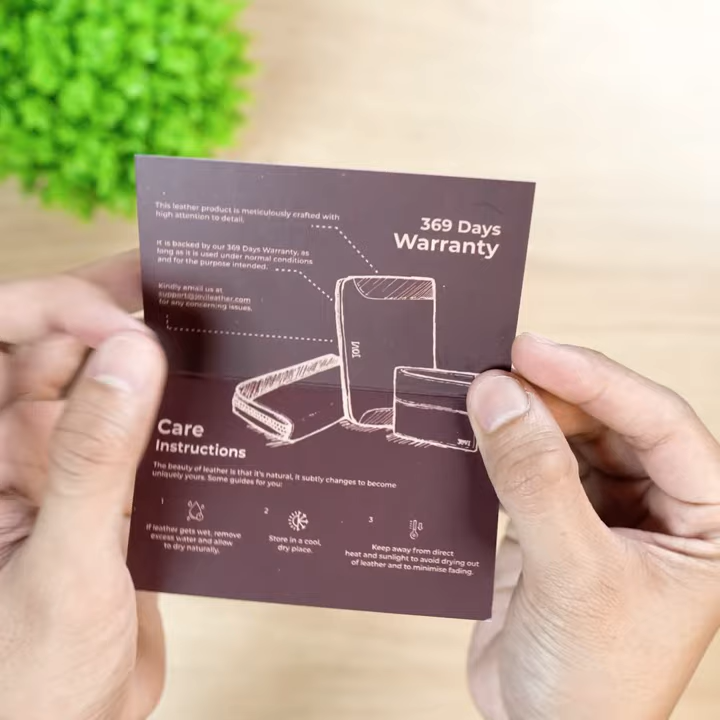 369 Days
Warranty
This leather product is meticulously crafted with
high attention to detail.
It is backed by our 369 Days Warranty, as
long as it is used under normal conditions
and for the purpose intended.
Kindly email us at
for any concerning issues.
Care
Instructions
The beauty of leather is that it's natural, it subtly changes to become
uniquely yours. Some guides for you:
1
If leather gets wet, remove
excess water and allow
to dry naturally.
2
Store in a cool,
dry place.
3
Keep away from direct
heat and sunlight to avoid drying out
of leather and to minimise fading.